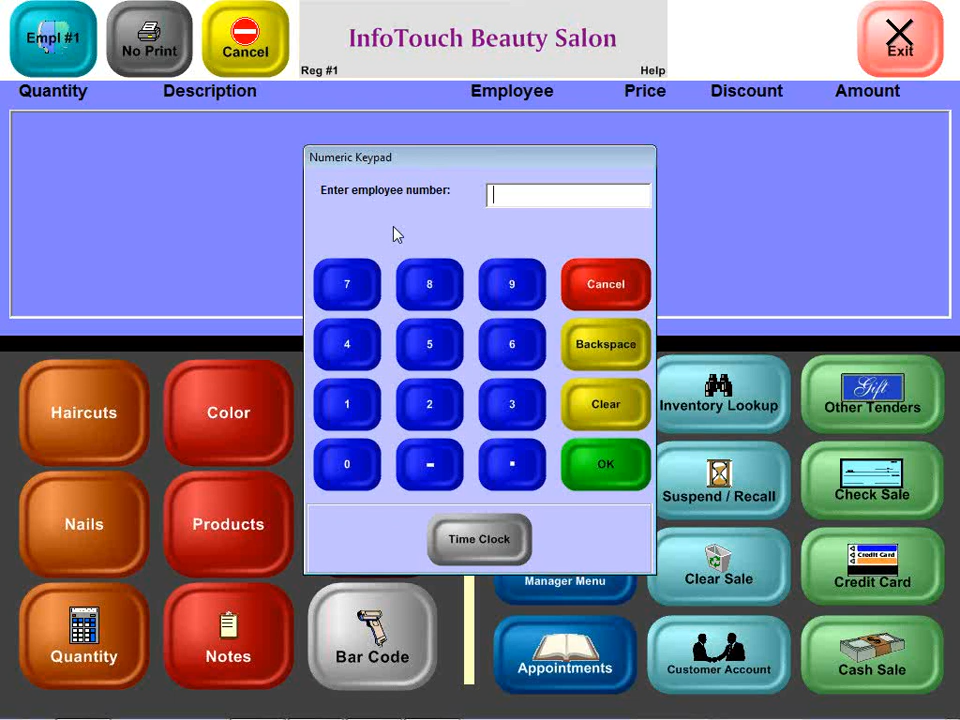 Empl #1
No Print
Cancel
InfoTouch Beauty Salon
Reg #1
Help
Exit
Quantity Description Employee Price Discount Amount
Numeric Keypad
Enter employee number:
7 8 9 Cancel
4 5 6 Backspace
1 2 3 Clear
0 - . OK
Time Clock
Haircuts
Color
Inventory Lookup
Gift
Other Tenders
Nails
Products
Suspend / Recall
Check Sale
Manager Menu
Clear Sale
Credit Card
Credit Card
Quantity
Notes
Bar Code
Appointments
Customer Account
Cash Sale